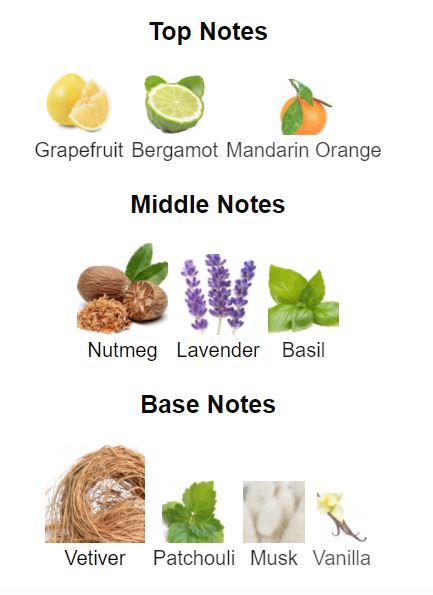 Top Notes
Grapefruit Bergamot Mandarin Orange
Middle Notes
Nutmeg Lavender Basil
Base Notes
Vetiver Patchouli Musk Vanilla